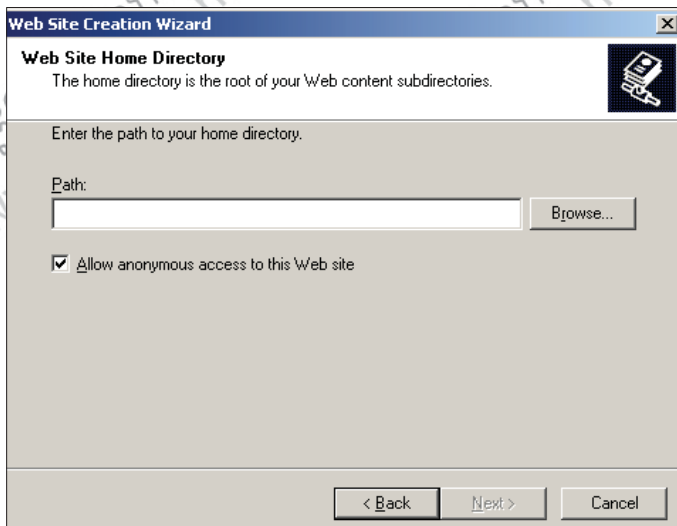 Web Site Creation Wizard
Web Site Home Directory
The home directory is the root of your Web content subdirectories.
Enter the path to your home directory.
Path:
Browse...
Allow anonymous access to this Web site
< Back
Next >
Cancel